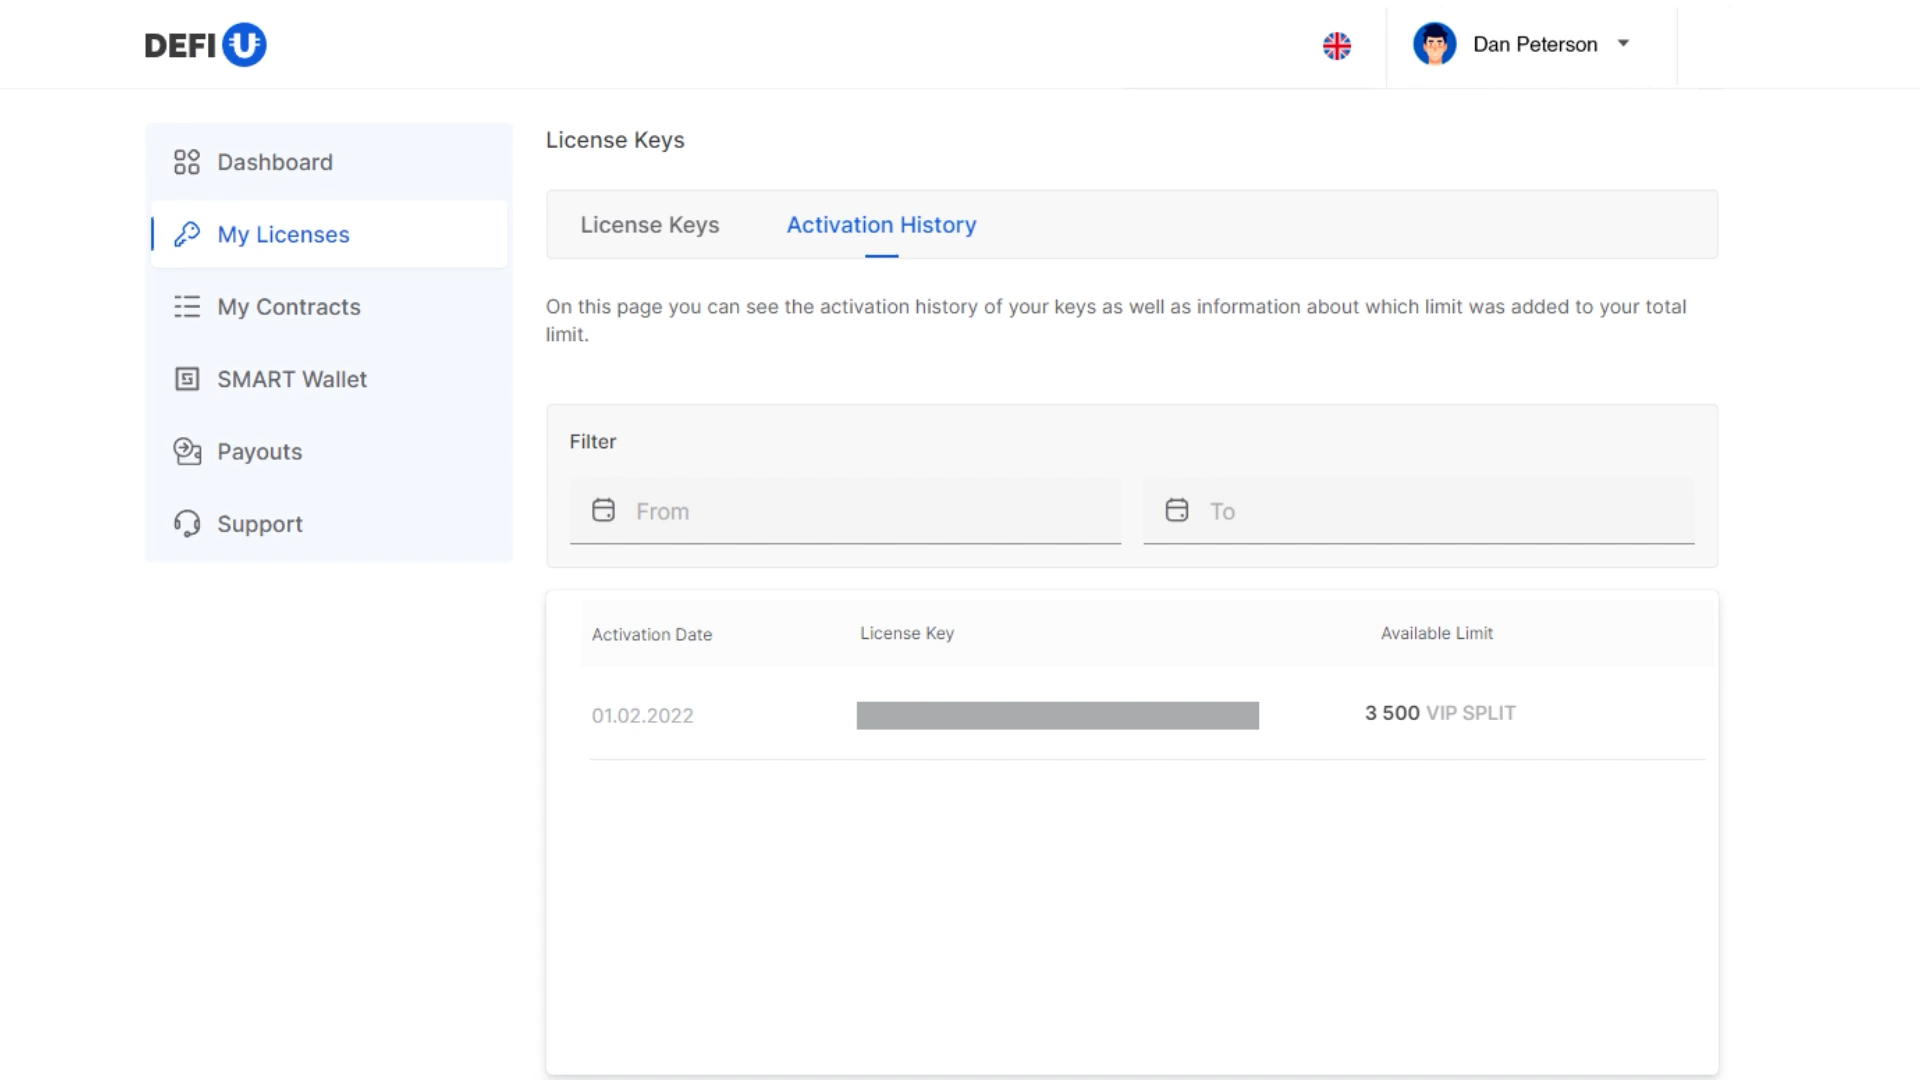 DEFI U
Dan Peterson
Dashboard
My Licenses
My Contracts
SMART Wallet
Payouts
Support
License Keys
License Keys
Activation History
On this page you can see the activation history of your keys as well as information about which limit was added to your total
limit.
Filter
From
To
Activation Date
License Key
Available Limit
01.02.2022
3 500 VIP SPLIT